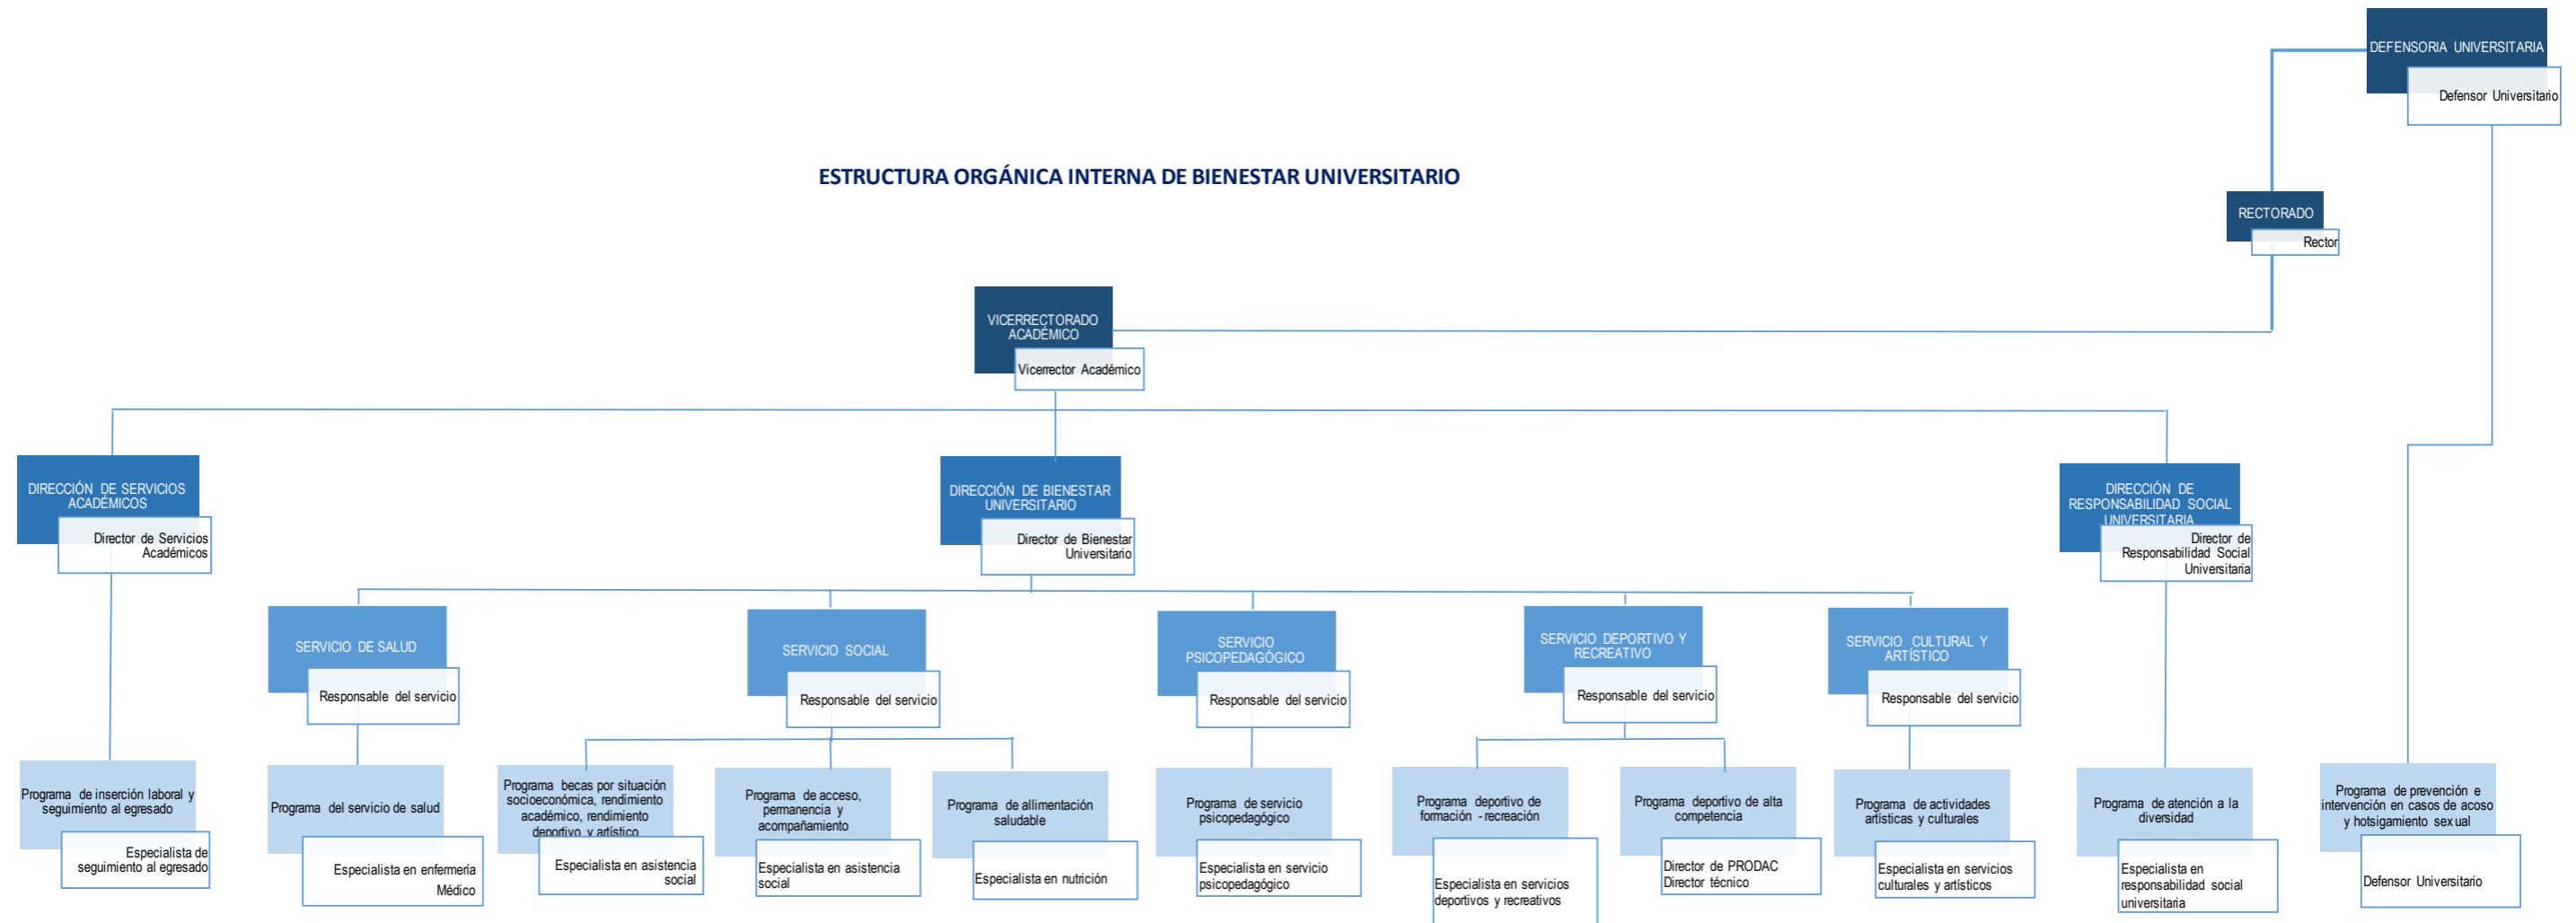 DEFENSORIA UNIVERSITARIA
Defensor Universitario
ESTRUCTURA ORGÁNICA INTERNA DE BIENESTAR UNIVERSITARIO
RECTORADO
Rector
VICERRECTORADO
ACADÉMICO
Vicerrector Académico
DIRECCIÓN DE SERVICIOS
ACADÉMICOS
Director de Servicios
Académicos
DIRECCIÓN DE BIENESTAR
UNIVERSITARIO
Director de Bienestar
Universitario
DIRECCIÓN DE
RESPONSABILIDAD SOCIAL
UNIVERSITARIA
Director de
Responsabilidad Social
Universitaria
SERVICIO DE SALUD
Responsable del servicio
SERVICIO SOCIAL
Responsable del servicio
SERVICIO
PSICOPEDAGÓGICO
Responsable del servicio
SERVICIO DEPORTIVO Y
RECREATIVO
Responsable del servicio
SERVICIO CULTURAL Y
ARTÍSTICO
Responsable del servicio
Programa de inserción laboral y
seguimiento al egresado
Especialista de
seguimiento al egresado
Programa del servicio de salud
Especialista en enfermería
Médico
Programa becas por situación
socioeconómica, rendimiento
académico, rendimiento
deportivo y artístico
Especialista en asistencia
social
Programa de acceso,
permanencia y
acompañamiento
Especialista en asistencia
social
Programa de allimentación
saludable
Especialista en nutrición
Programa de servicio
psicopedagógico
Especialista en servicio
psicopedagógico
Programa deportivo de
formación - recreación
Especialista en servicios
deportivos y recreativos
Programa deportivo de alta
competencia
Director de PRODAC
Director técnico
Programa de actividades
artísticas y culturales
Especialista en servicios
culturales y artísticos
Programa de atención a la
diversidad
Especialista en
responsabilidad social
universitaria
Programa de prevención e
intervención en casos de acoso
y hotsigamiento sexual
Defensor Universitario